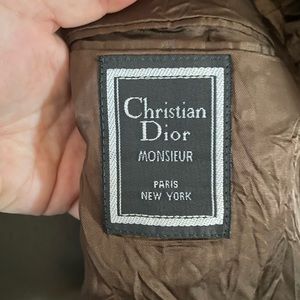 Christian
Dior
MONSIEUR
PARIS
NEW YORK